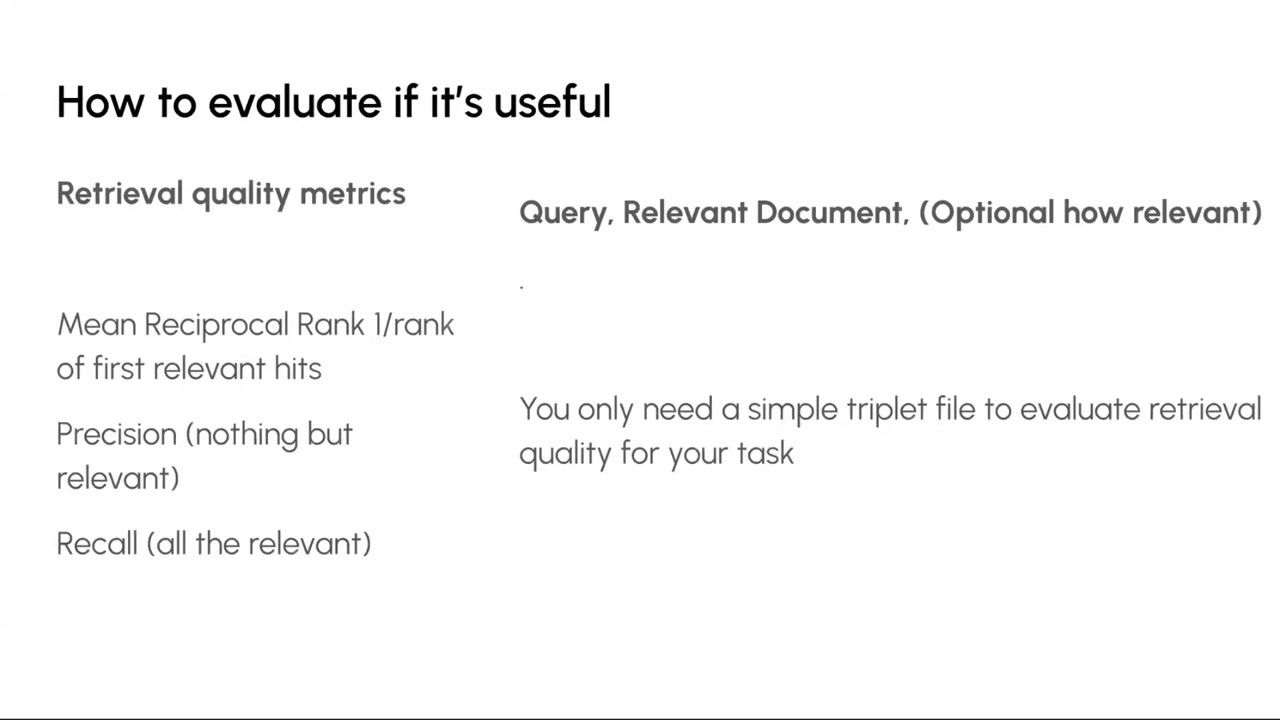 How to evaluate if it's useful
Retrieval quality metrics
Mean Reciprocal Rank 1/rank
of first relevant hits
Precision (nothing but
relevant)
Recall (all the relevant)
Query, Relevant Document, (Optional how relevant)
.
You only need a simple triplet file to evaluate retrieval
quality for your task